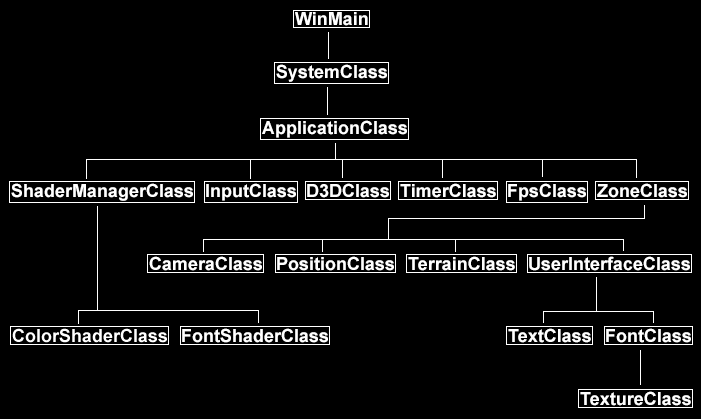 WinMain
SystemClass
ApplicationClass
ShaderManagerClass InputClass D3DClass TimerClass FpsClass ZoneClass
CameraClass PositionClass TerrainClass UserInterfaceClass
ColorShaderClass FontShaderClass TextClass FontClass
TextureClass